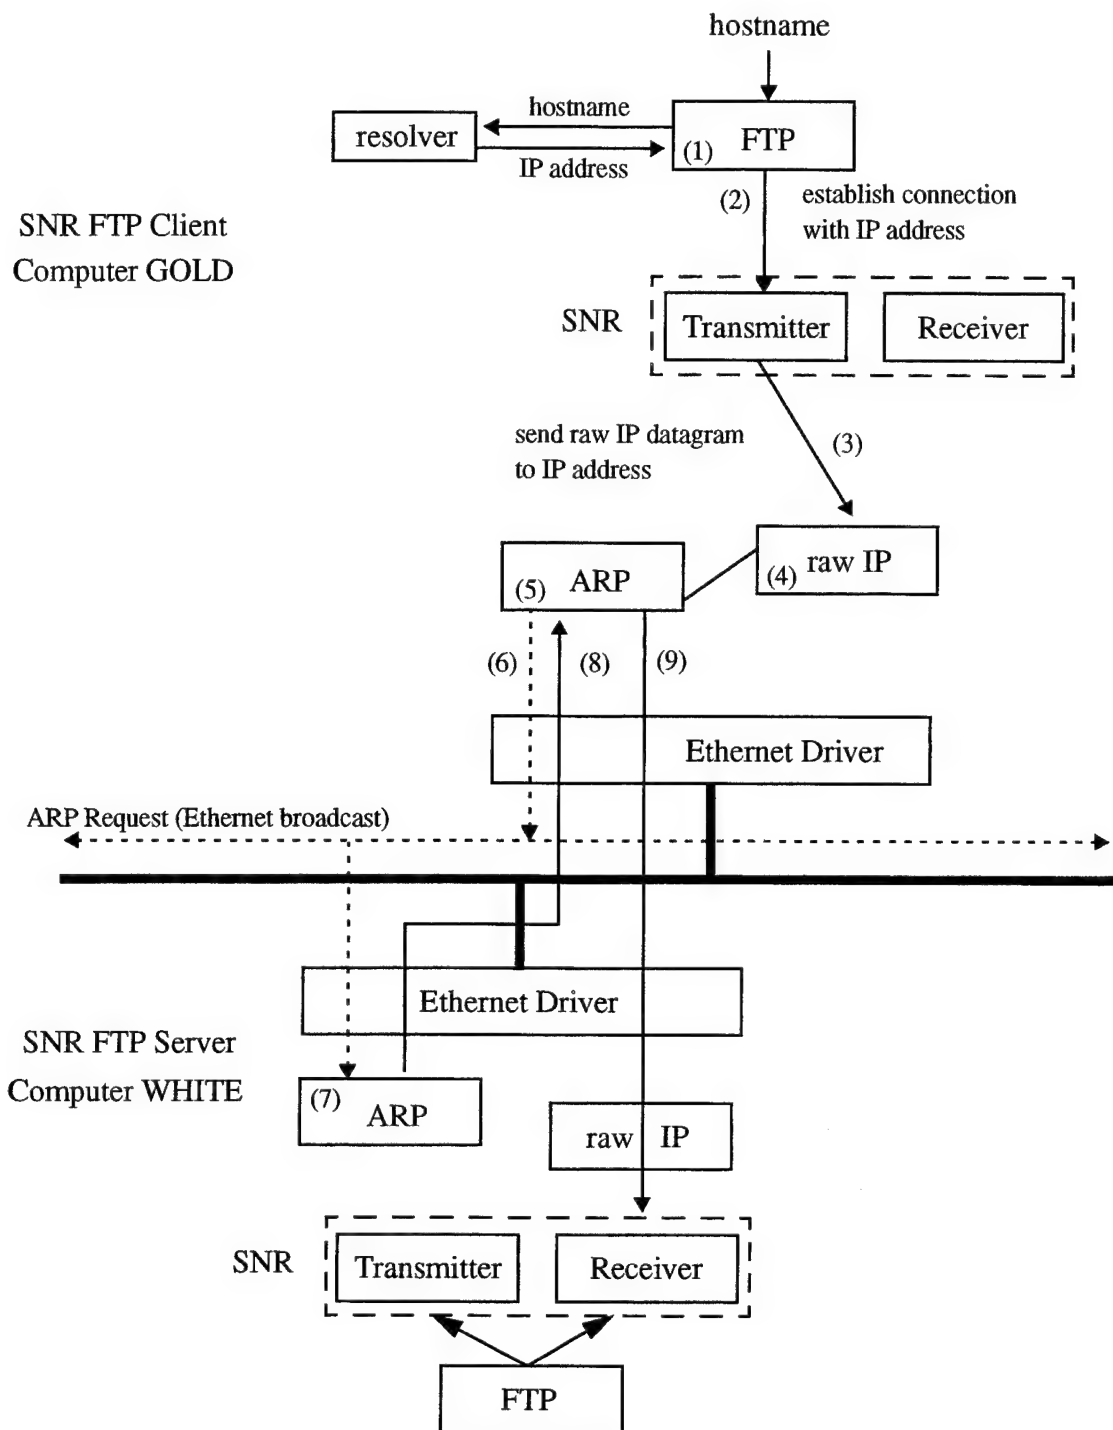 hostname
hostname
resolver
FTP
(1)
IP address
(2)
establish connection
with IP address
SNR FTP Client
Computer GOLD
SNR
Transmitter
Receiver
send raw IP datagram
to IP address
(3)
ARP
(5)
raw IP
(4)
(6)
(8)
(9)
Ethernet Driver
ARP Request (Ethernet broadcast)
Ethernet Driver
SNR FTP Server
Computer WHITE
(7)
ARP
raw IP
SNR
Transmitter
Receiver
FTP